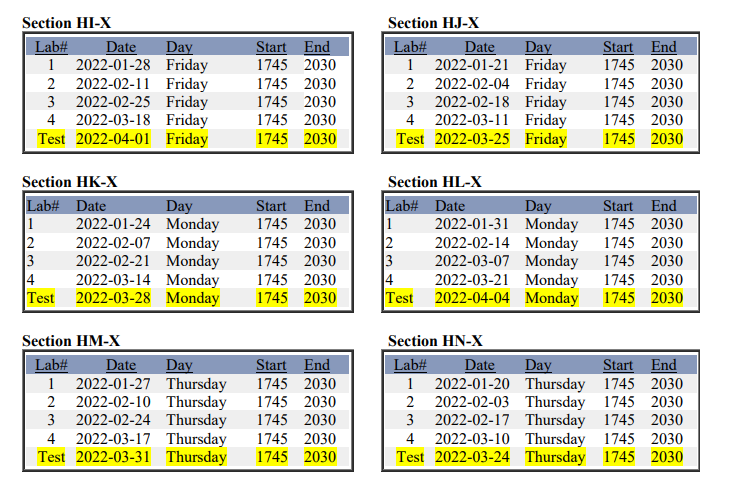 Section HI-X
Lab# Date Day Start End
1 2022-01-28 Friday 1745 2030
2 2022-02-11 Friday 1745 2030
3 2022-02-25 Friday 1745 2030
4 2022-03-18 Friday 1745 2030
Test 2022-04-01 Friday 1745 2030
Section HJ-X
Lab# Date Day Start End
1 2022-01-21 Friday 1745 2030
2 2022-02-04 Friday 1745 2030
3 2022-02-18 Friday 1745 2030
4 2022-03-11 Friday 1745 2030
Test 2022-03-25 Friday 1745 2030
Section HK-X
Lab# Date Day Start End
1 2022-01-24 Monday 1745 2030
2 2022-02-07 Monday 1745 2030
3 2022-02-21 Monday 1745 2030
4 2022-03-14 Monday 1745 2030
Test 2022-03-28 Monday 1745 2030
Section HL-X
Lab# Date Day Start End
1 2022-01-31 Monday 1745 2030
2 2022-02-14 Monday 1745 2030
3 2022-03-07 Monday 1745 2030
4 2022-03-21 Monday 1745 2030
Test 2022-04-04 Monday 1745 2030
Section HM-X
Lab# Date Day Start End
1 2022-01-27 Thursday 1745 2030
2 2022-02-10 Thursday 1745 2030
3 2022-02-24 Thursday 1745 2030
4 2022-03-17 Thursday 1745 2030
Test 2022-03-31 Thursday 1745 2030
Section HN-X
Lab# Date Day Start End
1 2022-01-20 Thursday 1745 2030
2 2022-02-03 Thursday 1745 2030
3 2022-02-17 Thursday 1745 2030
4 2022-03-10 Thursday 1745 2030
Test 2022-03-24 Thursday 1745 2030